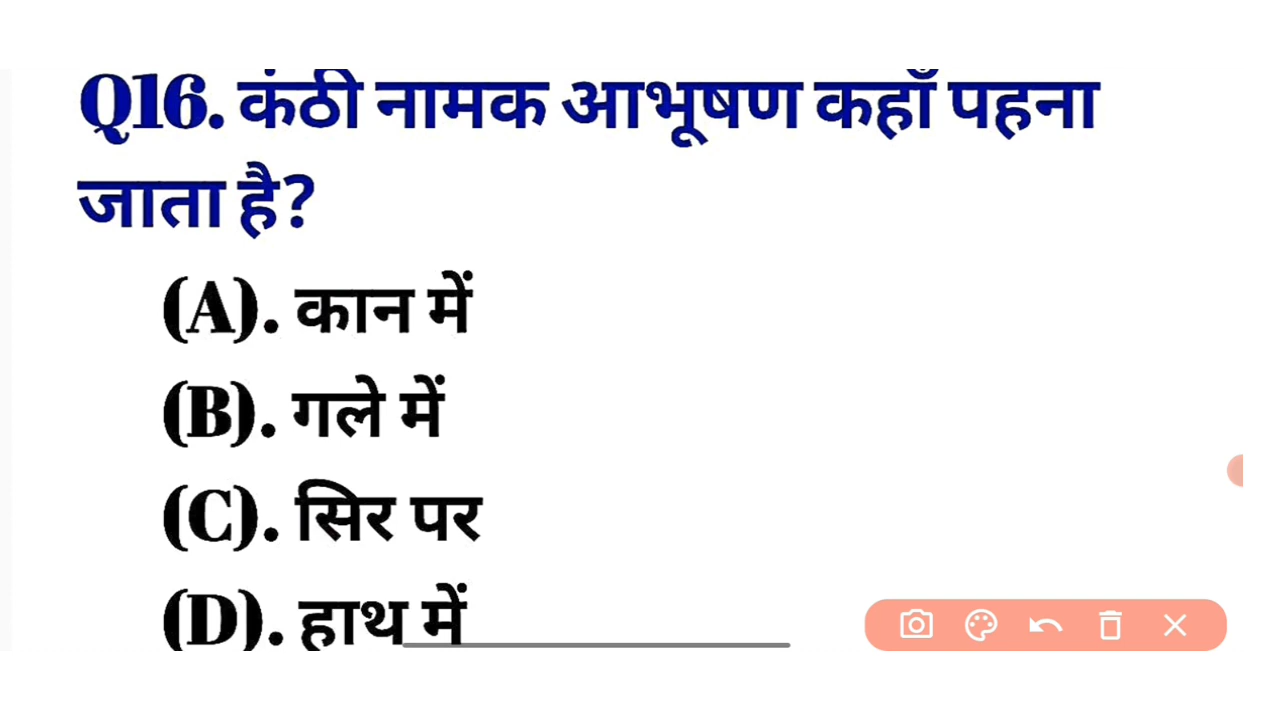 Q16. कंठी नामक आभूषण कहाँ पहना
जाता है?
(A). कान में
(B). गले में
(C). सिर पर
(D). हाथ में